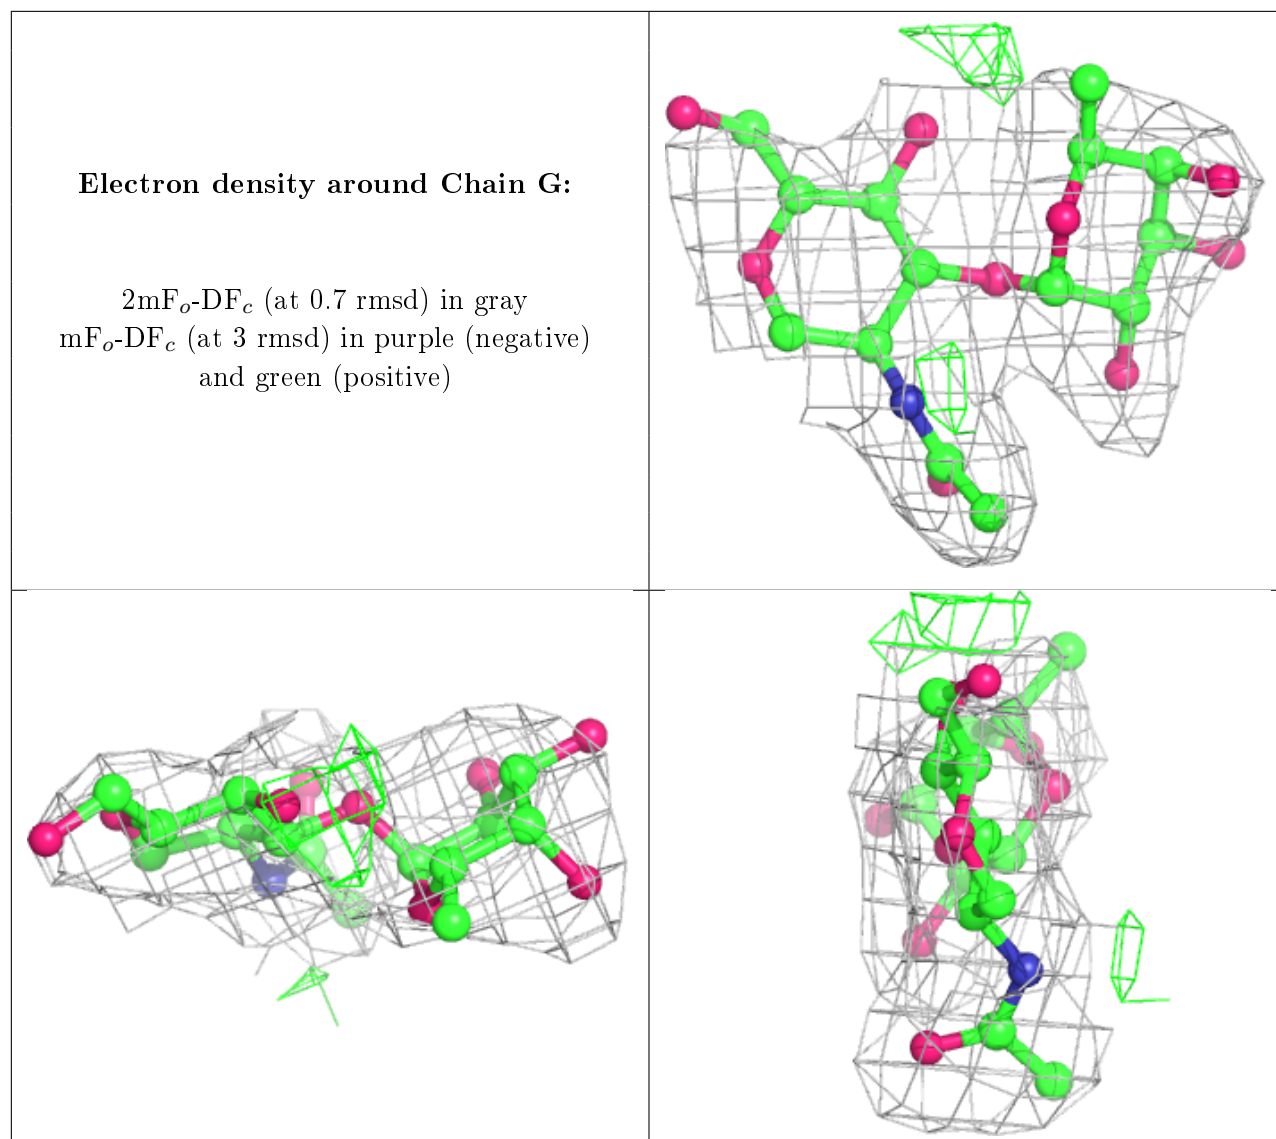 Electron density around Chain G:
2mFo-DFc (at 0.7 rmsd) in gray
mFo-DFc (at 3 rmsd) in purple (negative)
and green (positive)